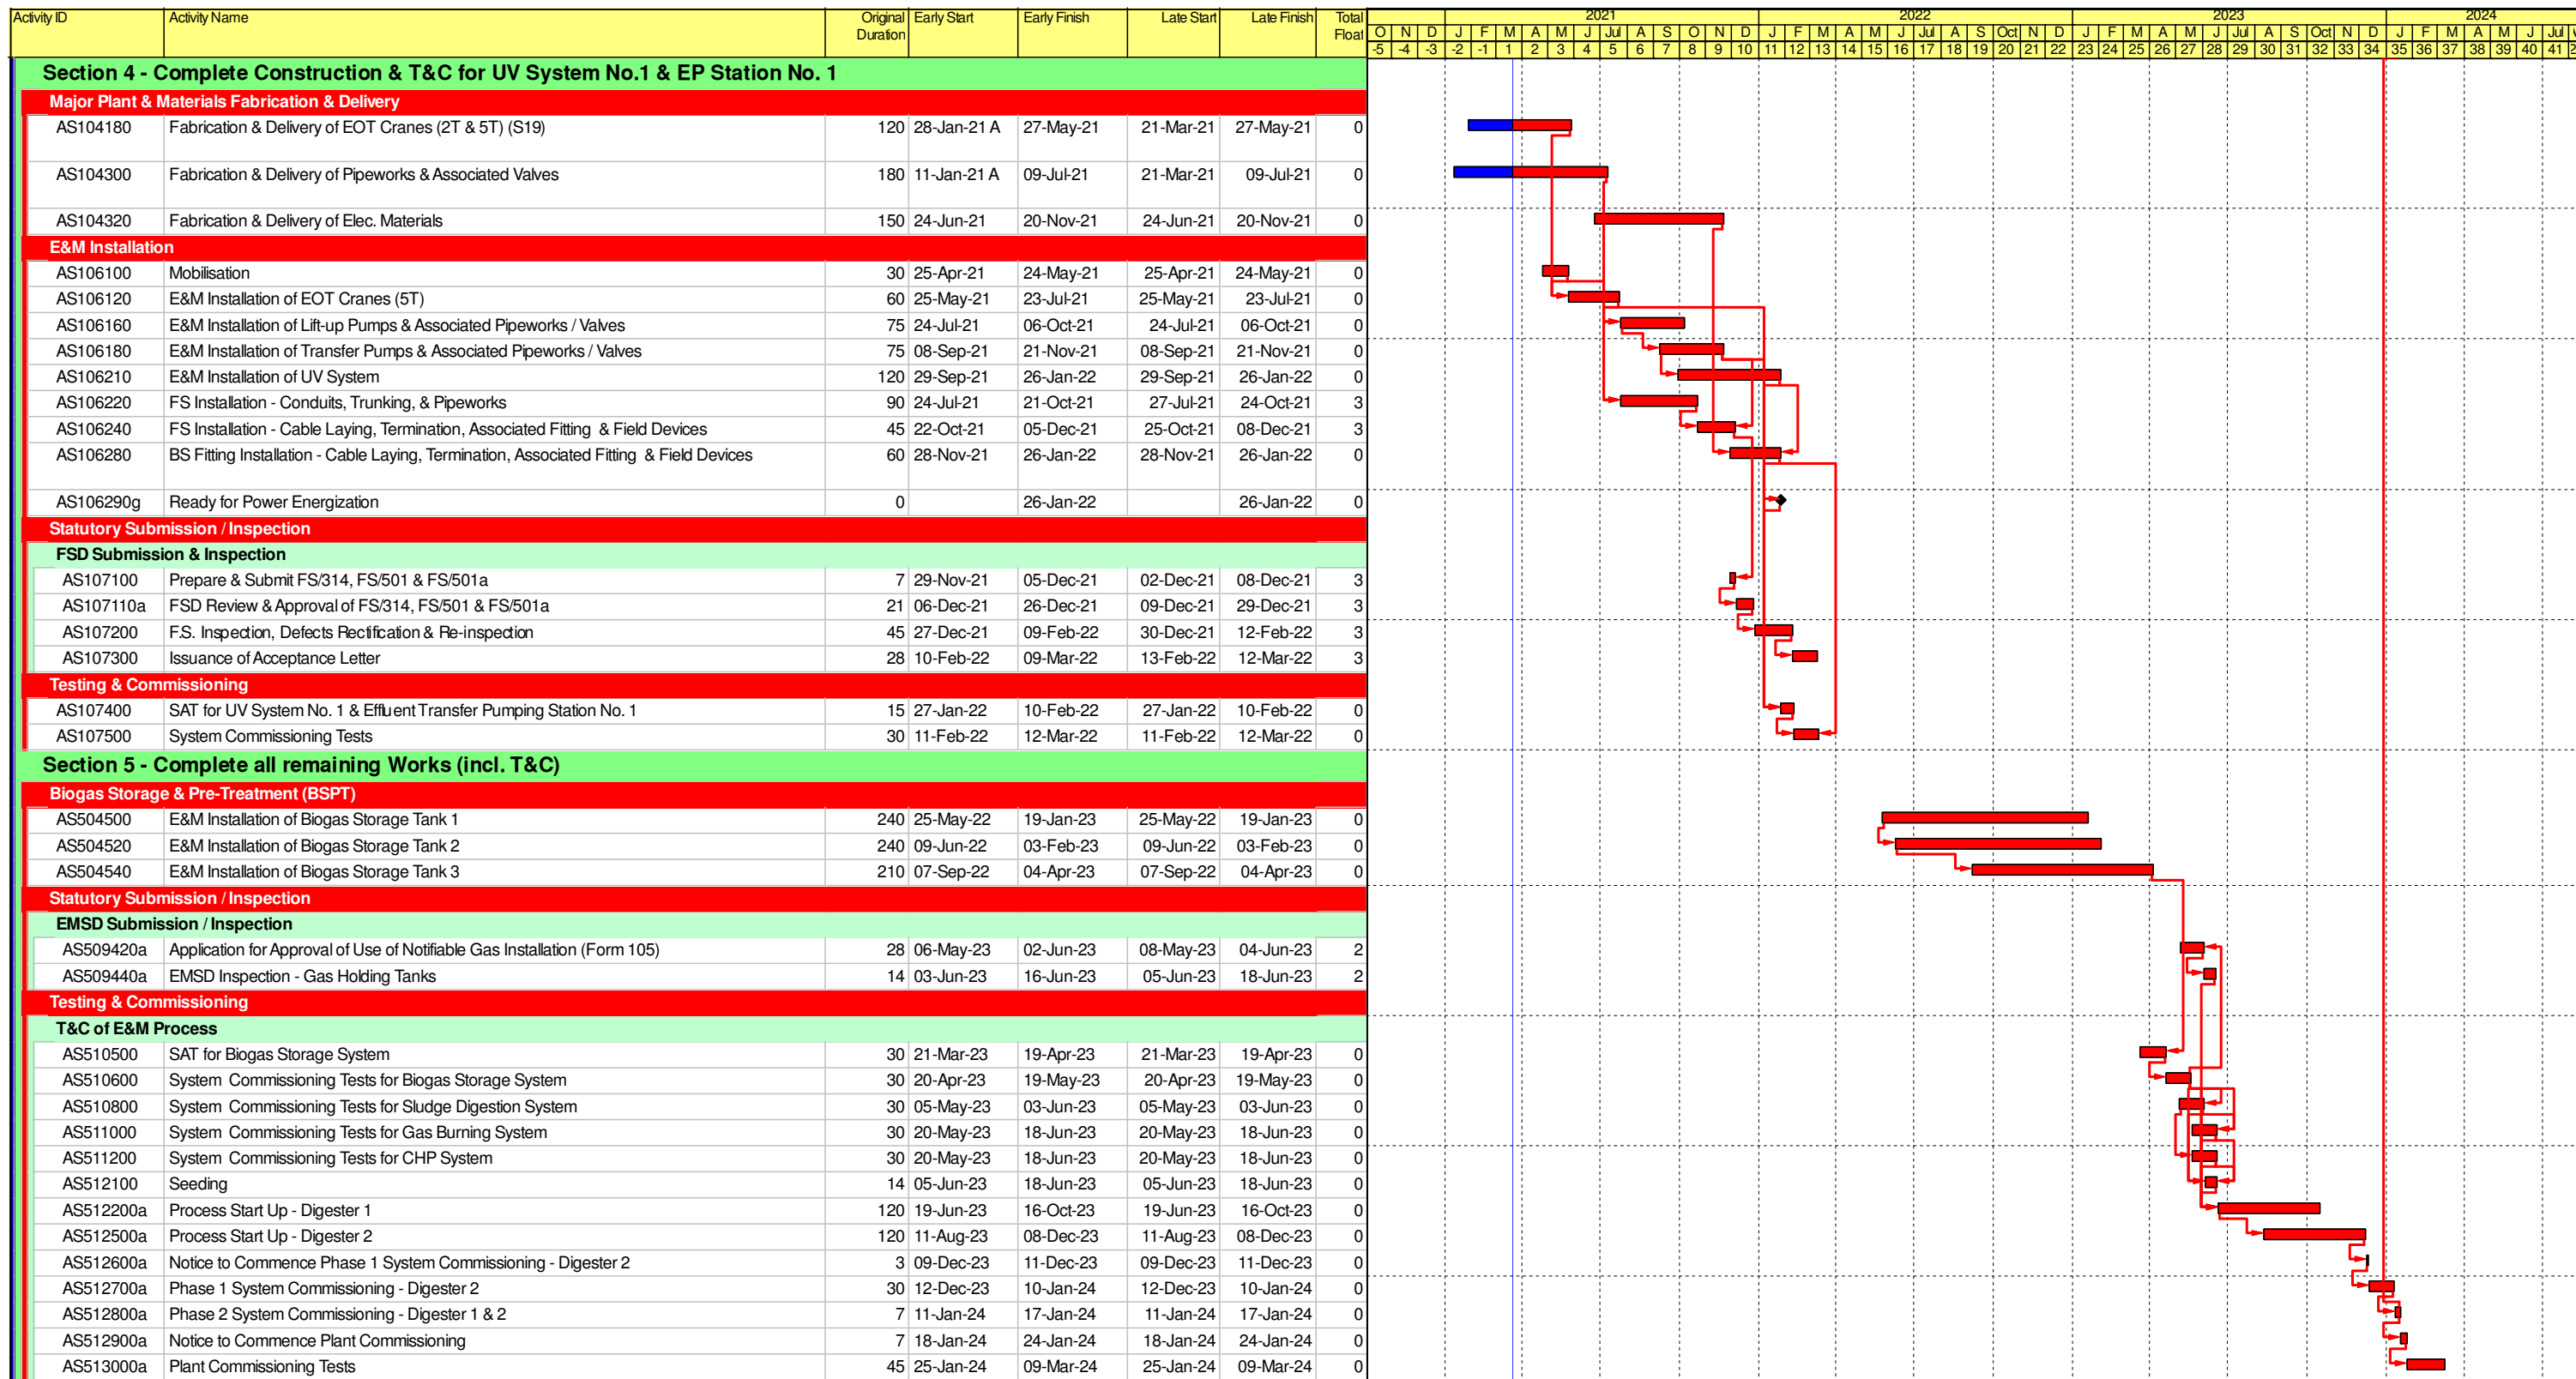 Activity ID Activity Name Original Early Start Early Finish Late Start Late Finish Total 2021 2022 2023 2024
Duration Float O N D J F M A M J Jul A S O N D J F M A M J Jul A S Oct N D J F M A M J Jul A S Oct N D J F M A M J Jul
-5 -4 -3 -2 -1 1 2 3 4 5 6 7 8 9 10 11 12 13 14 15 16 17 18 19 20 21 22 23 24 25 26 27 28 29 30 31 32 33 34 35 36 37 38 39 40 41
Section 4 - Complete Construction & T&C for UV System No.1 & EP Station No. 1
Major Plant & Materials Fabrication & Delivery
AS104180 Fabrication & Delivery of EOT Cranes (2T & 5T) (S19) 120 28-Jan-21 A 27-May-21 21-Mar-21 27-May-21 0
AS104300 Fabrication & Delivery of Pipeworks & Associated Valves 180 11-Jan-21 A 09-Jul-21 21-Mar-21 09-Jul-21 0
AS104320 Fabrication & Delivery of Elec. Materials 150 24-Jun-21 20-Nov-21 24-Jun-21 20-Nov-21 0
E&M Installation
AS106100 Mobilisation 30 25-Apr-21 24-May-21 25-Apr-21 24-May-21 0
AS106120 E&M Installation of EOT Cranes (5T) 60 25-May-21 23-Jul-21 25-May-21 23-Jul-21 0
AS106160 E&M Installation of Lift-up Pumps & Associated Pipeworks / Valves 75 24-Jul-21 06-Oct-21 24-Jul-21 06-Oct-21 0
AS106180 E&M Installation of Transfer Pumps & Associated Pipeworks / Valves 75 08-Sep-21 21-Nov-21 08-Sep-21 21-Nov-21 0
AS106210 E&M Installation of UV System 120 29-Sep-21 26-Jan-22 29-Sep-21 26-Jan-22 0
AS106220 FS Installation - Conduits, Trunking, & Pipeworks 90 24-Jul-21 21-Oct-21 27-Jul-21 24-Oct-21 3
AS106240 FS Installation - Cable Laying, Termination, Associated Fitting & Field Devices 45 22-Oct-21 05-Dec-21 25-Oct-21 08-Dec-21 3
AS106280 BS Fitting Installation - Cable Laying, Termination, Associated Fitting & Field Devices 60 28-Nov-21 26-Jan-22 28-Nov-21 26-Jan-22 0
AS106290g Ready for Power Energization 0 26-Jan-22 26-Jan-22 0
Statutory Submission / Inspection
FSD Submission & Inspection
AS107100 Prepare & Submit FS/314, FS/501 & FS/501a 7 29-Nov-21 05-Dec-21 02-Dec-21 08-Dec-21 3
AS107110a FSD Review & Approval of FS/314, FS/501 & FS/501a 21 06-Dec-21 26-Dec-21 09-Dec-21 29-Dec-21 3
AS107200 F.S. Inspection, Defects Rectification & Re-inspection 45 27-Dec-21 09-Feb-22 30-Dec-21 12-Feb-22 3
AS107300 Issuance of Acceptance Letter 28 10-Feb-22 09-Mar-22 13-Feb-22 12-Mar-22 3
Testing & Commissioning
AS107400 SAT for UV System No. 1 & Effluent Transfer Pumping Station No. 1 15 27-Jan-22 10-Feb-22 27-Jan-22 10-Feb-22 0
AS107500 System Commissioning Tests 30 11-Feb-22 12-Mar-22 11-Feb-22 12-Mar-22 0
Section 5 - Complete all remaining Works (incl. T&C)
Biogas Storage & Pre-Treatment (BSPT)
AS504500 E&M Installation of Biogas Storage Tank 1 240 25-May-22 19-Jan-23 25-May-22 19-Jan-23 0
AS504520 E&M Installation of Biogas Storage Tank 2 240 09-Jun-22 03-Feb-23 09-Jun-22 03-Feb-23 0
AS504540 E&M Installation of Biogas Storage Tank 3 210 07-Sep-22 04-Apr-23 07-Sep-22 04-Apr-23 0
Statutory Submission / Inspection
EMSD Submission / Inspection
AS509420a Application for Approval of Use of Notifiable Gas Installation (Form 105) 28 06-May-23 02-Jun-23 08-May-23 04-Jun-23 2
AS509440a EMSD Inspection - Gas Holding Tanks 14 03-Jun-23 16-Jun-23 05-Jun-23 18-Jun-23 2
Testing & Commissioning
T&C of E&M Process
AS510500 SAT for Biogas Storage System 30 21-Mar-23 19-Apr-23 21-Mar-23 19-Apr-23 0
AS510600 System Commissioning Tests for Biogas Storage System 30 20-Apr-23 19-May-23 20-Apr-23 19-May-23 0
AS510800 System Commissioning Tests for Sludge Digestion System 30 05-May-23 03-Jun-23 05-May-23 03-Jun-23 0
AS511000 System Commissioning Tests for Gas Burning System 30 20-May-23 18-Jun-23 20-May-23 18-Jun-23 0
AS511200 System Commissioning Tests for CHP System 30 20-May-23 18-Jun-23 20-May-23 18-Jun-23 0
AS512100 Seeding 14 05-Jun-23 18-Jun-23 05-Jun-23 18-Jun-23 0
AS512200a Process Start Up - Digester 1 120 19-Jun-23 16-Oct-23 19-Jun-23 16-Oct-23 0
AS512500a Process Start Up - Digester 2 120 11-Aug-23 08-Dec-23 11-Aug-23 08-Dec-23 0
AS512600a Notice to Commence Phase 1 System Commissioning - Digester 2 3 09-Dec-23 11-Dec-23 09-Dec-23 11-Dec-23 0
AS512700a Phase 1 System Commissioning - Digester 2 30 12-Dec-23 10-Jan-24 12-Dec-23 10-Jan-24 0
AS512800a Phase 2 System Commissioning - Digester 1 & 2 7 11-Jan-24 17-Jan-24 11-Jan-24 17-Jan-24 0
AS512900a Notice to Commence Plant Commissioning 7 18-Jan-24 24-Jan-24 18-Jan-24 24-Jan-24 0
AS513000a Plant Commissioning Tests 45 25-Jan-24 09-Mar-24 25-Jan-24 09-Mar-24 0